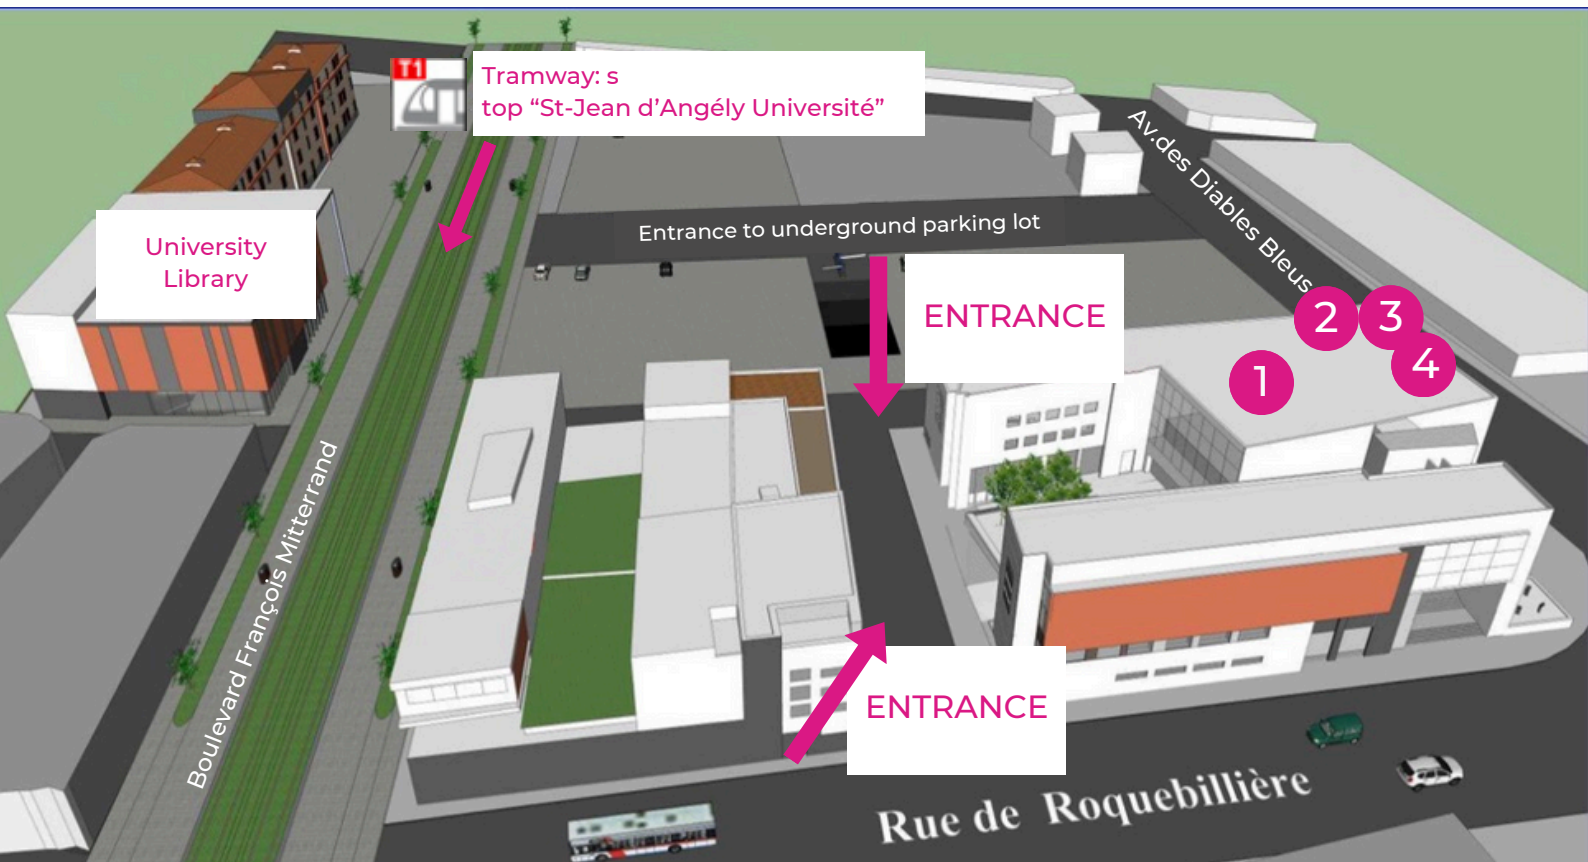 T1
Tramway: s
top “St-Jean d’Angély Université”
Av.des Diables Bleus
University
Library
Entrance to underground parking lot
ENTRANCE
2
3
4
1
Boulevard François Mitterrand
ENTRANCE
Rue de Roquebillière